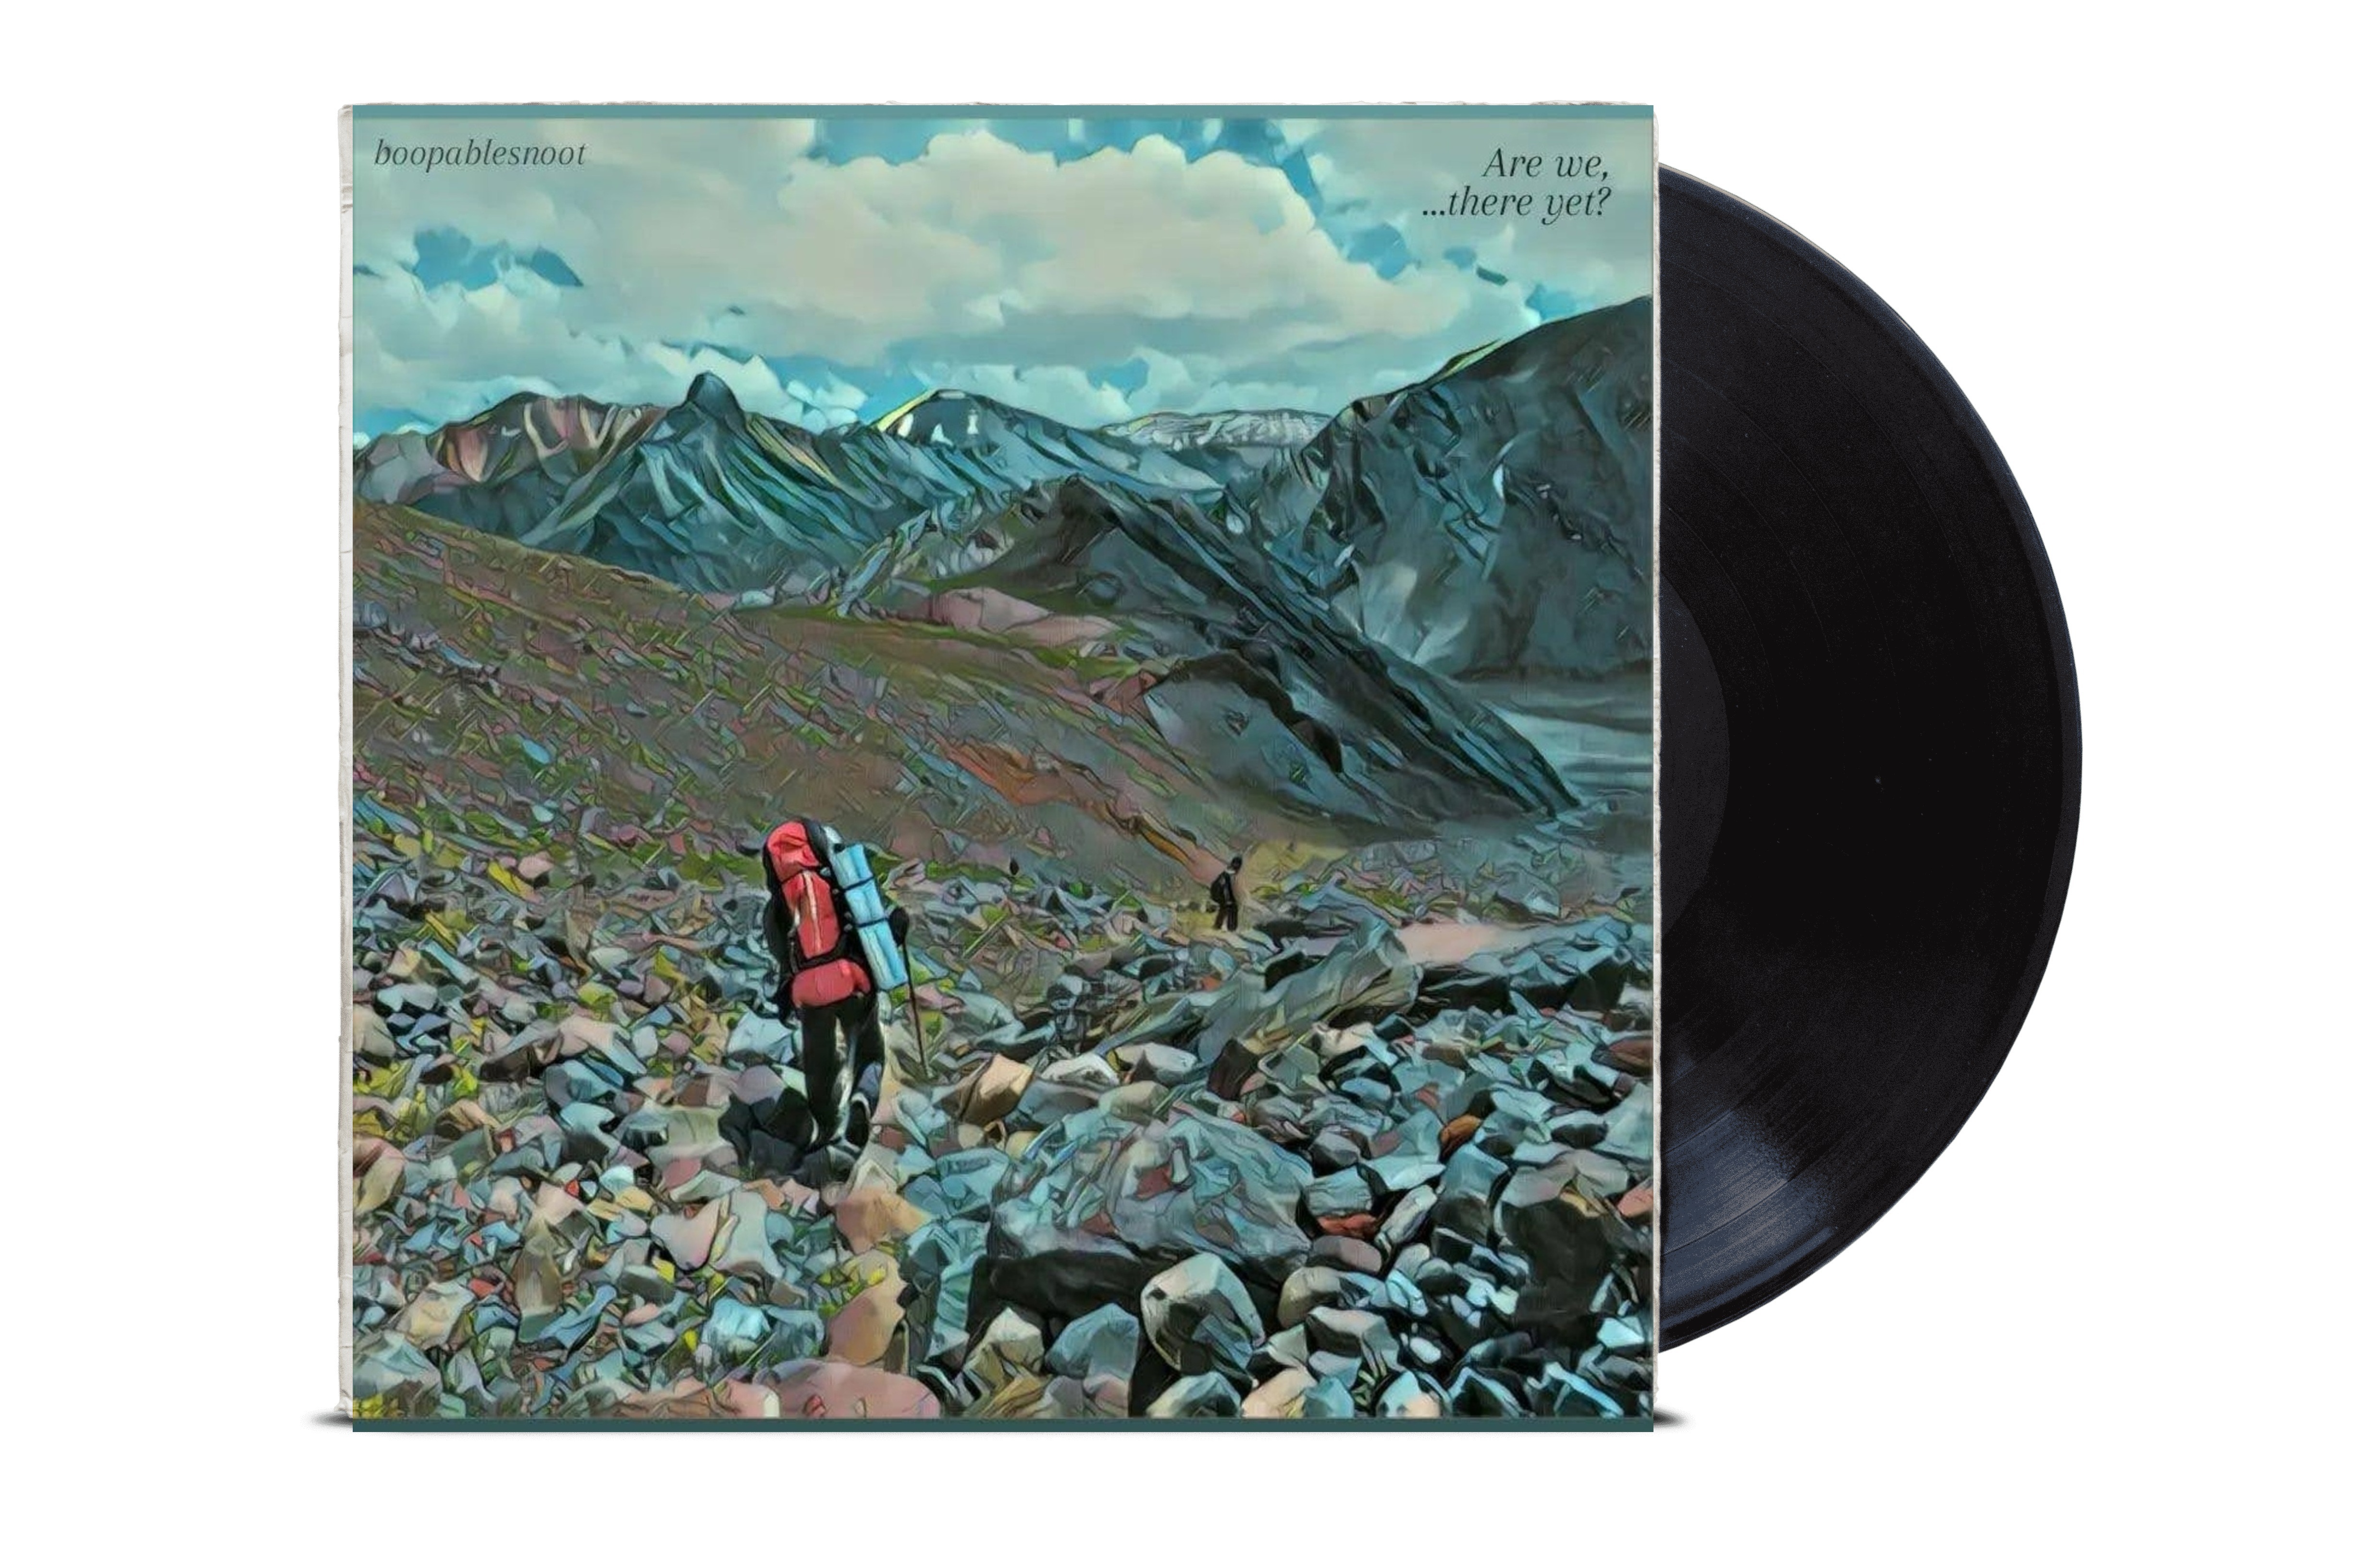 boopablesnoot
Are we,
...there yet?